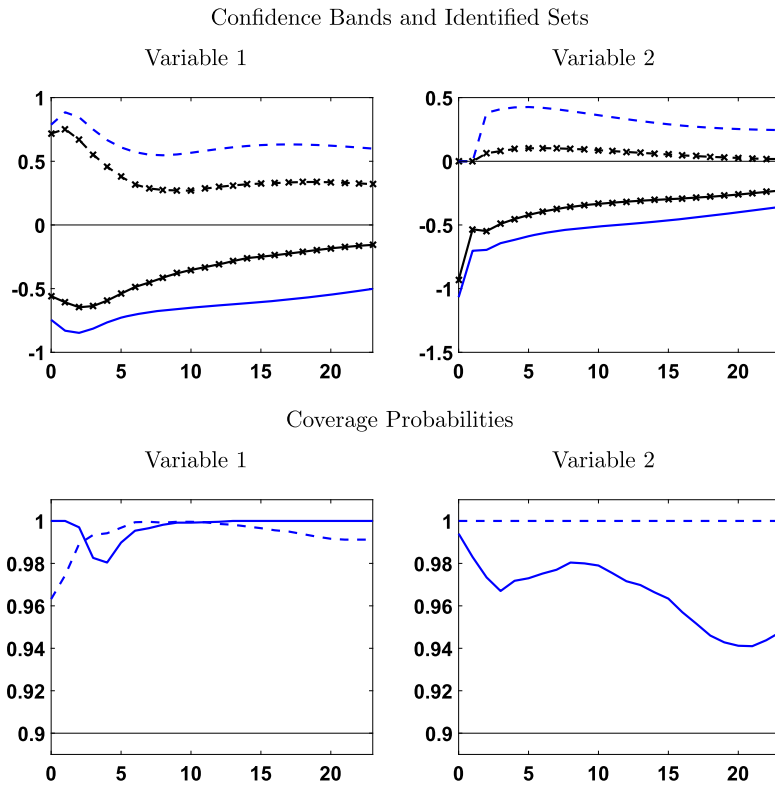 Confidence Bands and Identified Sets
Variable 1
Variable 2
1
0.5
0
-0.5
-1
0 5 10 15 20
0.5
0
-0.5
-1
-1.5
0 5 10 15 20
Coverage Probabilities
Variable 1
Variable 2
1
0.98
0.96
0.94
0.92
0.9
0 5 10 15 20
1
0.98
0.96
0.94
0.92
0.9
0 5 10 15 20